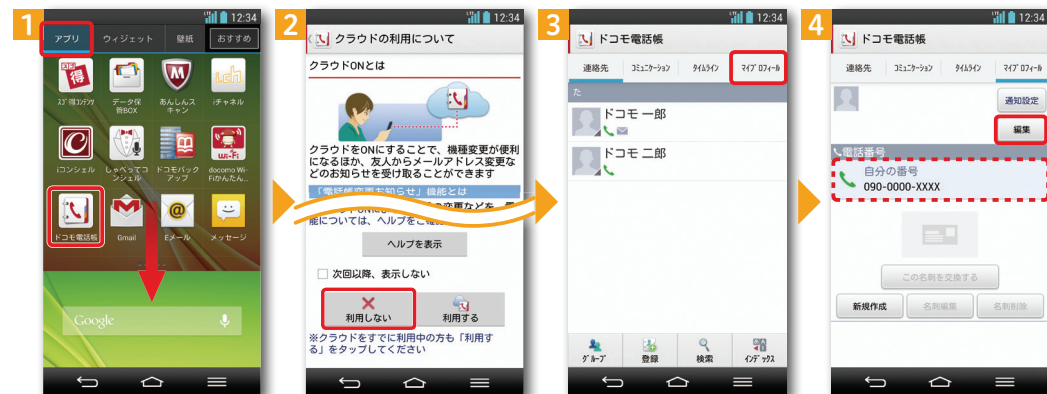 1
12:34
アプリ ウィジェット 壁紙 おすすめ
スゴ得コンテンツ データ保管BOX あんしんスキャン iチャネル
iコンシェル しゃべってコンシェル ドコモバックアップ docomo Wi-Fiかんたん...
ドコモ電話帳 Gmail Eメール メッセージ
Google
2
12:34
クラウドの利用について
クラウドONとは
クラウドをONにすることで、機種変更が便利
になるほか、友人からメールアドレス変更な
どのお知らせを受け取ることができます
「電話帳変更お知らせ」機能とは
能については、ヘルプをご確認
ヘルプを表示
次回以降、表示しない
利用しない 利用する
※クラウドをすでに利用中の方も「利用す
る」をタップしてください
3
12:34
ドコモ電話帳
連絡先 コミュニケーション タイムライン マイプロフィール
た
ドコモ 一郎
ドコモ 二郎
グループ 登録 検索 インデックス
4
12:34
ドコモ電話帳
連絡先 コミュニケーション タイムライン マイプロフィール
通知設定
編集
電話番号
自分の番号
090-0000-XXXX
この名刺を交換する
新規作成 名刺編集 名刺削除